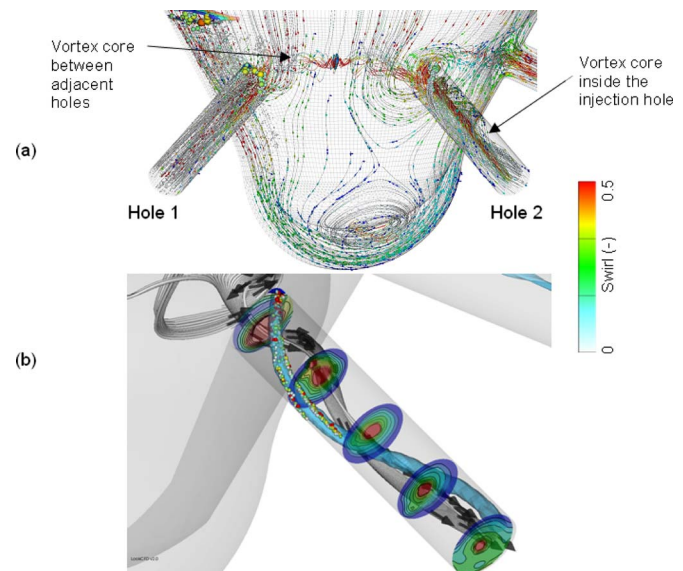 Vortex core
between
adjacent
holes
Vortex core
inside the
injection hole
(a)
Hole 1
Hole 2
0.5
Swirl (-)
0
(b)